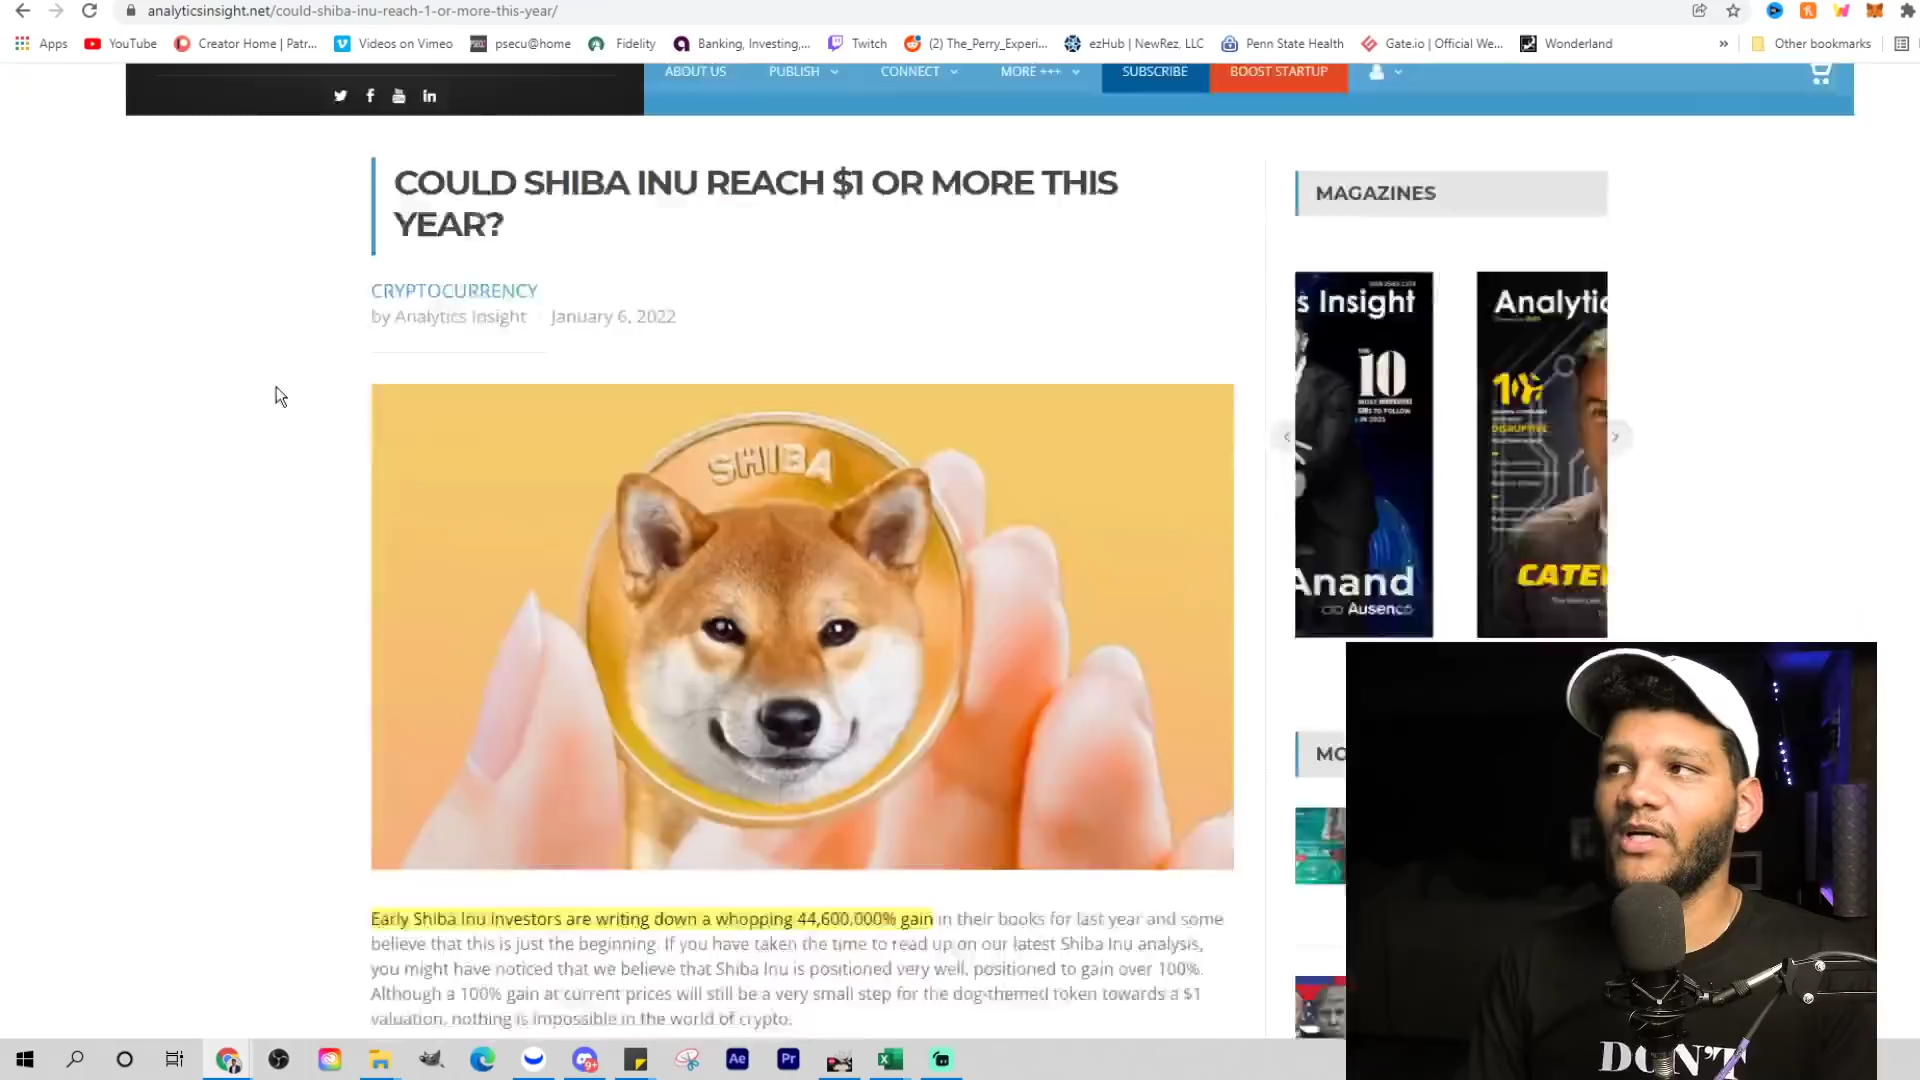 analyticsinsight.net/could-shiba-inu-reach-1-or-more-this-year/
Apps YouTube Creator Home | Patr... Videos on Vimeo psecu@home Fidelity Banking, Investing,... Twitch (2) The_Perry_Experi... ezHub | NewRez, LLC Penn State Health Gate.io | Official We... Wonderland » Other bookmarks
ABOUT US PUBLISH CONNECT MORE +++ SUBSCRIBE BOOST STARTUP
COULD SHIBA INU REACH $1 OR MORE THIS
YEAR?
CRYPTOCURRENCY
by Analytics Insight January 6, 2022
SHIBA
Early Shiba Inu investors are writing down a whopping 44,600,000% gain in their books for last year and some
believe that this is just the beginning. If you have taken the time to read up on our latest Shiba Inu analysis,
you might have noticed that we believe that Shiba Inu is positioned very well, positioned to gain over 100%.
Although a 100% gain at current prices will still be a very small step for the dog-themed token towards a $1
valuation, nothing is impossible in the world of crypto.
MAGAZINES
s Insight
10
IN 2021
Anand
CIO Ausenco
Analytic
10
DISRUPTIVE
CATE
MO
DON'T
Ae Pr